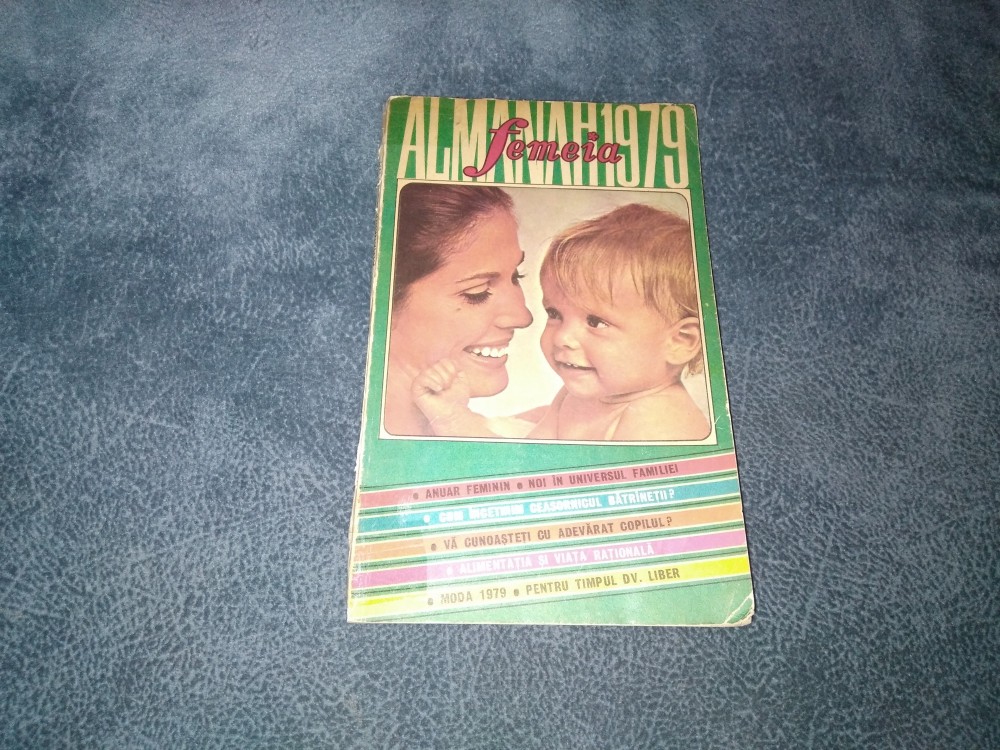 ALMANAH 1979
femeia
• ANUAR FEMININ • NOI ÎN UNIVERSUL FAMILIEI
• CUM ÎNCETINIM CEASORNICUL BĂTRÎNEȚII?
• VĂ CUNOAȘTEȚI CU ADEVĂRAT COPILUL?
• ALIMENTAȚIA ȘI VIAȚA RAȚIONALĂ
• MODA 1979 • PENTRU TIMPUL DV. LIBER